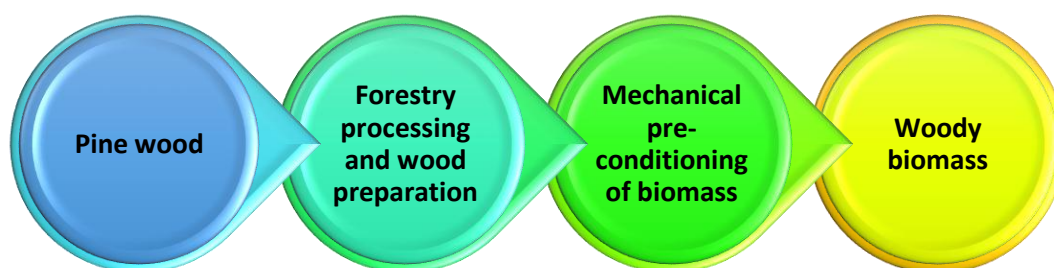 Pine wood
Forestry
processing
and wood
preparation
Mechanical
pre-
conditioning
of biomass
Woody
biomass